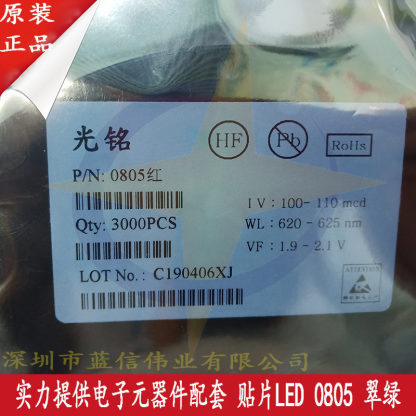 原装
正品
光铭
HF
Pb
RoHs
P/N: 0805红
IV: 100-110 mcd
Qty: 3000PCS
WL: 620-625 nm
VF: 1.9-2.1 V
LOT No.: C190406XJ
ATTENTION
深圳市蓝信伟业有限公司
实力提供电子元器件配套 贴片LED 0805 翠绿